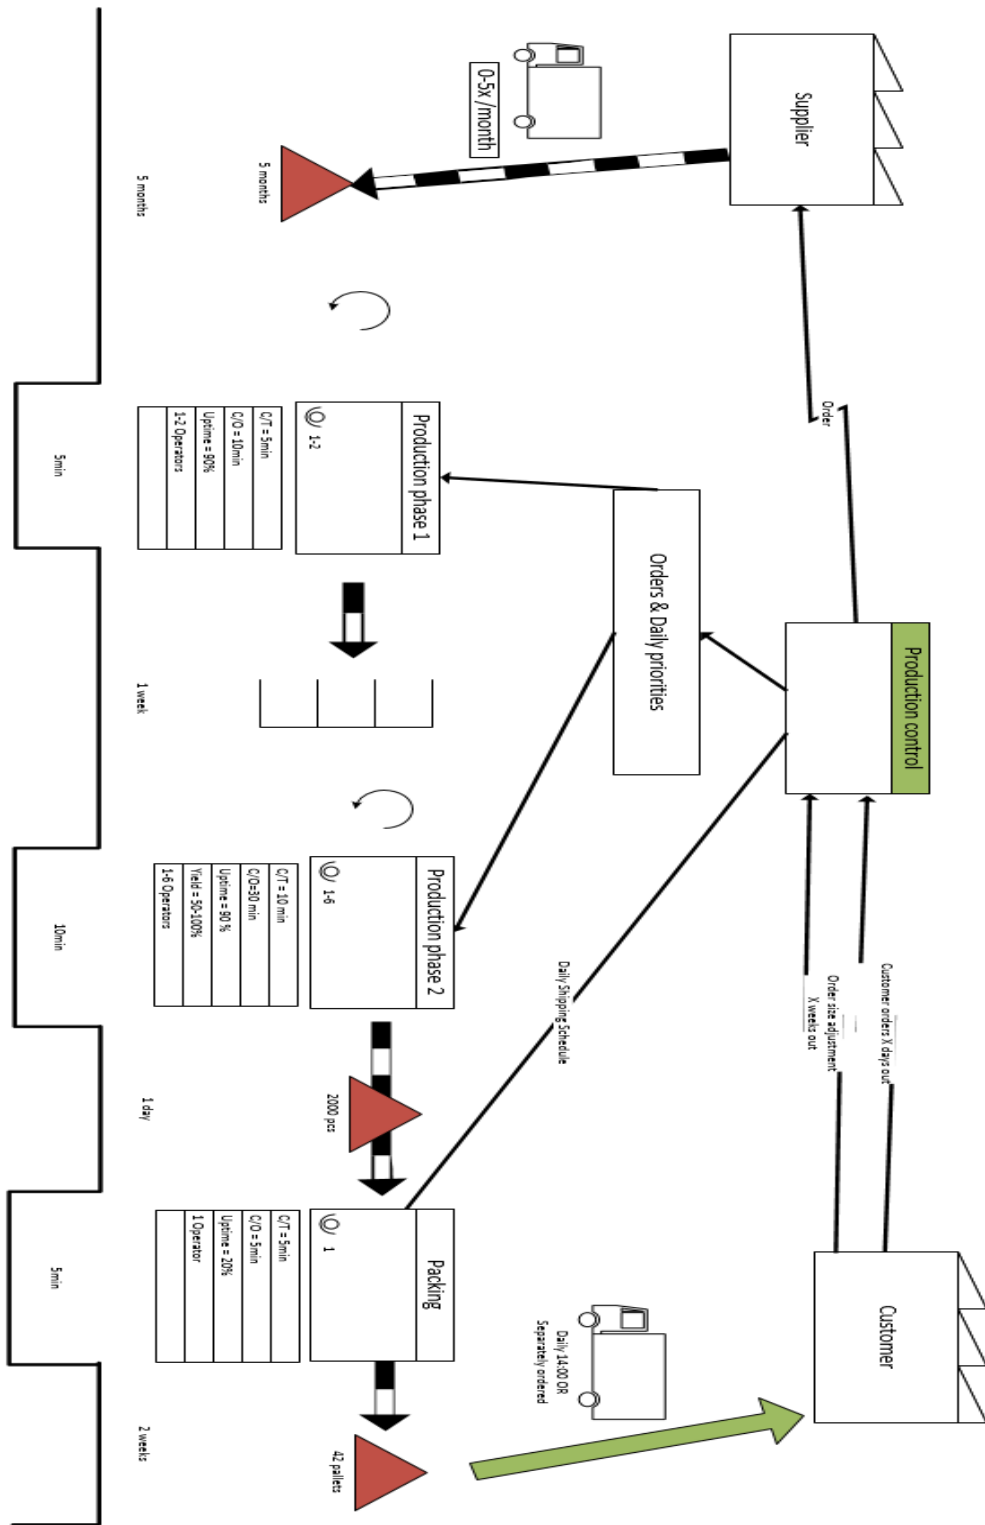 Supplier
Production control
Customer
Order
Customer orders X days out
Order size adjustment
X weeks out
0-5x /month
Orders & Daily priorities
Daily Shipping Schedule
Daily 14:00 OR
Separately ordered
5 months
Production phase 1
1-2
C/T = 5min
C/O = 10min
Uptime = 90%
1-2 Operators
Production phase 2
1-6
C/T = 10 min
C/O=30 min
Uptime = 90 %
Yield = 50-100%
1-6 Operators
2000 pcs
Packing
1
C/T = 5min
C/O = 5min
Uptime = 20%
1 Operator
42 pallets
5 months
1 week
1 day
2 weeks
5min
10min
5min